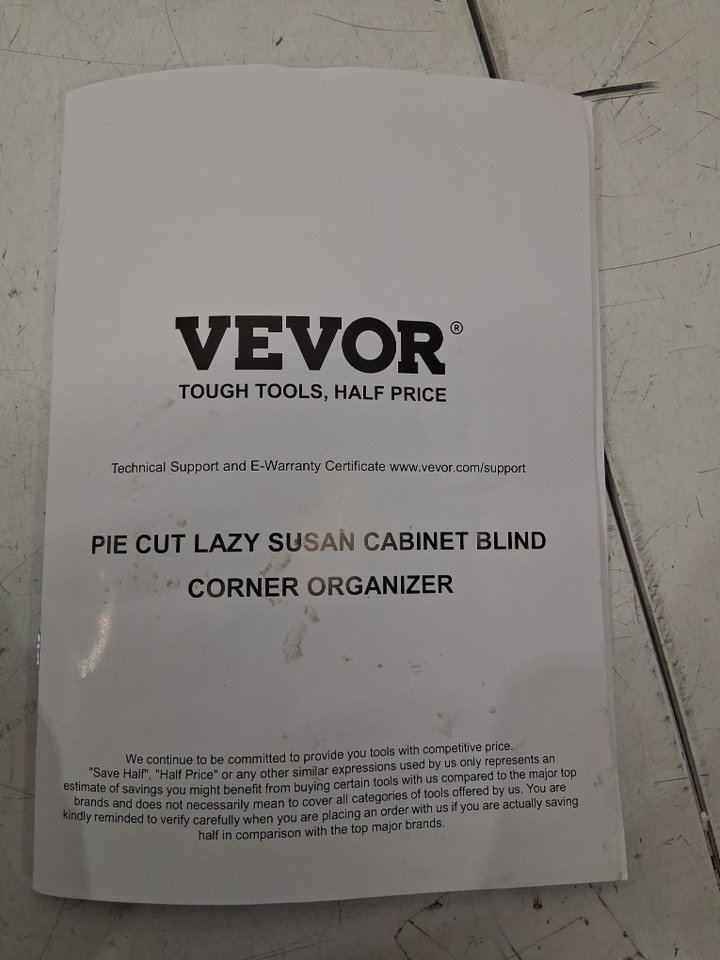 VEVOR®
TOUGH TOOLS, HALF PRICE
Technical Support and E-Warranty Certificate www.vevor.com/support
PIE CUT LAZY SUSAN CABINET BLIND
CORNER ORGANIZER
We continue to be committed to provide you tools with competitive price.
"Save Half", "Half Price" or any other similar expressions used by us only represents an
estimate of savings you might benefit from buying certain tools with us compared to the major top
brands and does not necessarily mean to cover all categories of tools offered by us. You are
kindly reminded to verify carefully when you are placing an order with us if you are actually saving
half in comparison with the top major brands.